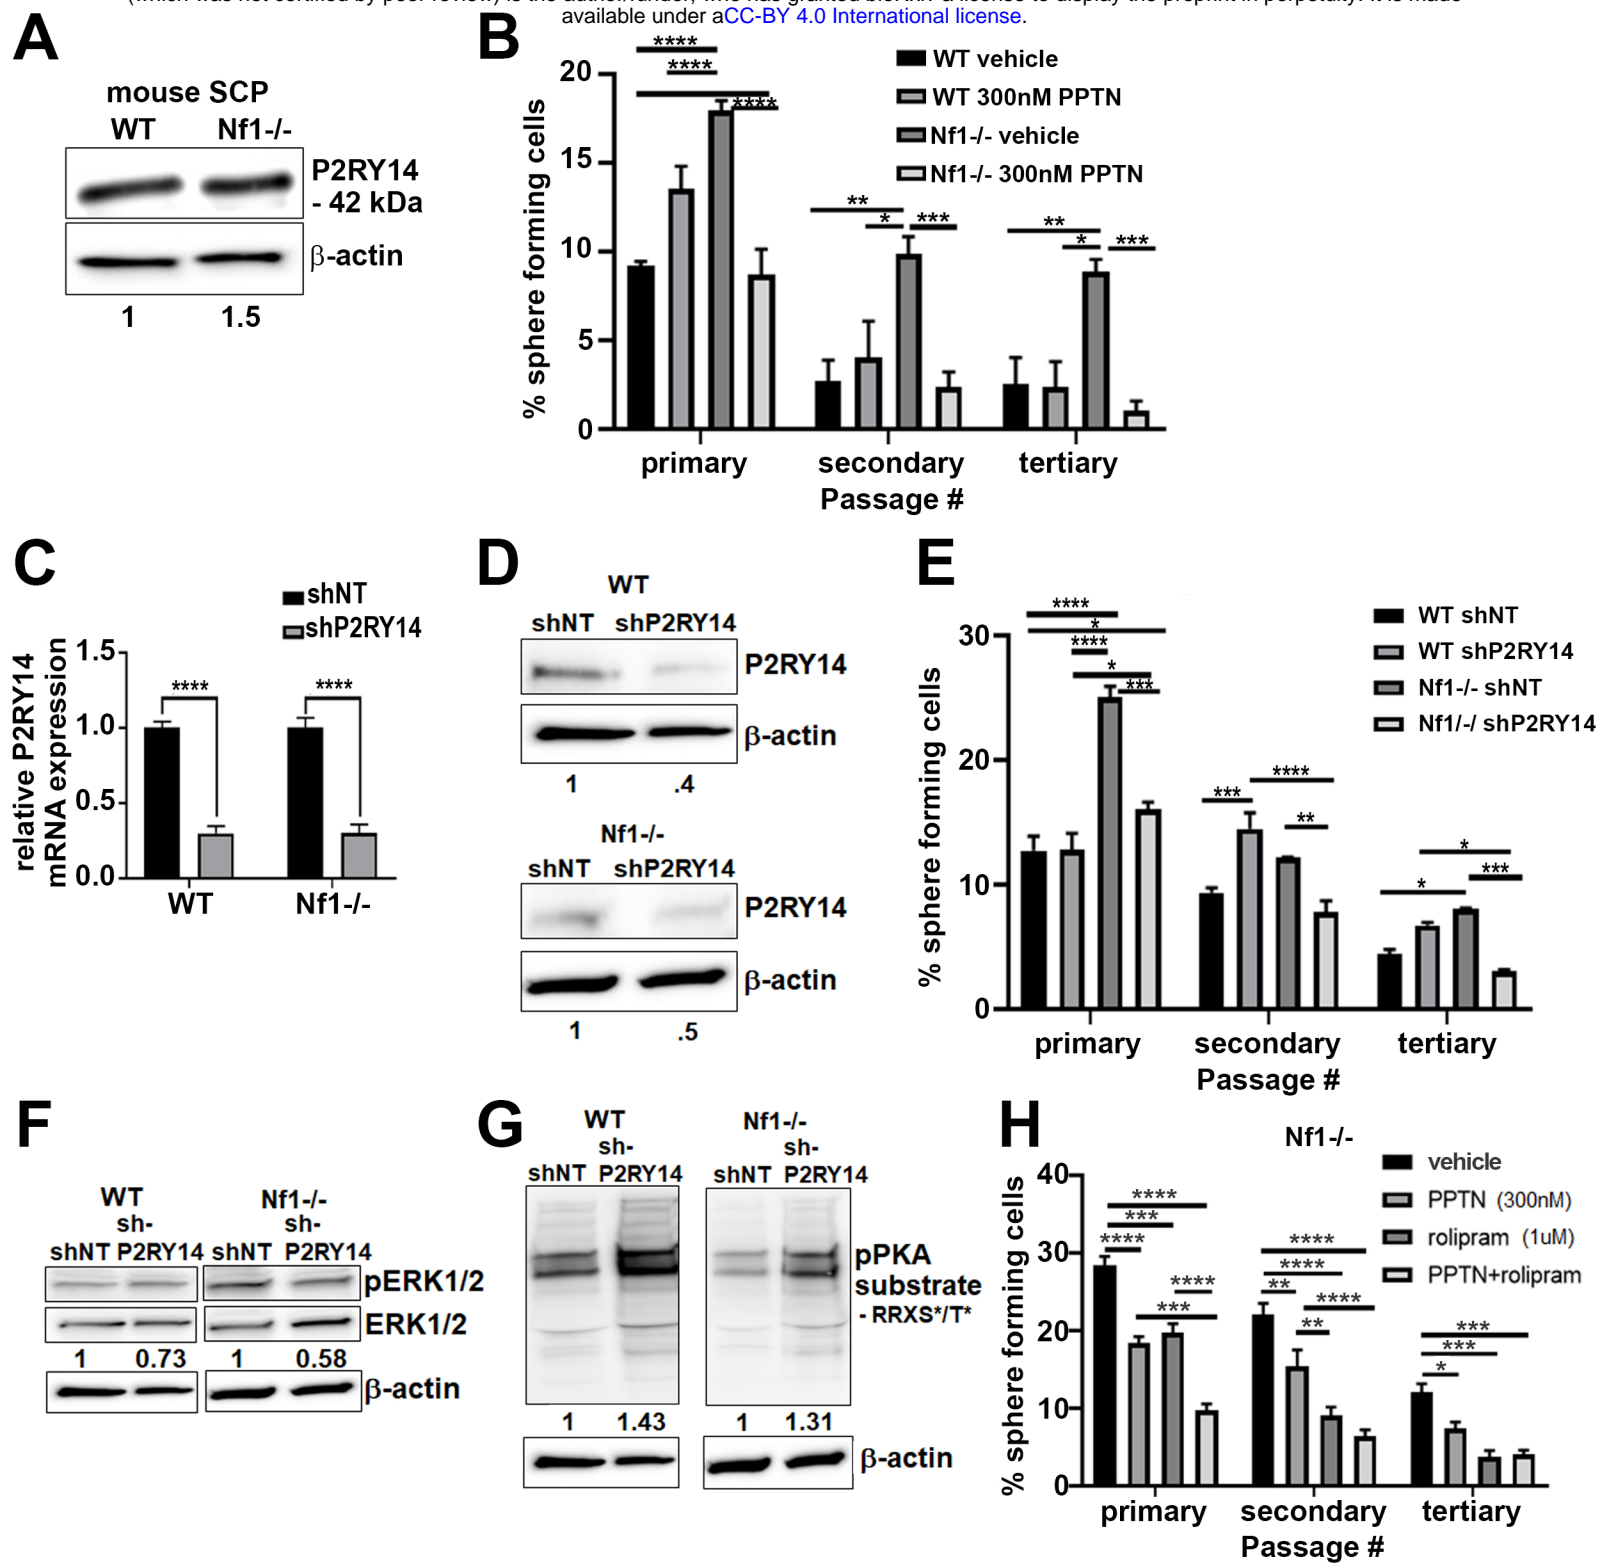 available under aCC-BY 4.0 International license.
A
mouse SCP
WT Nf1-/-
P2RY14
- 42 kDa
β-actin
1 1.5
B
% sphere forming cells
20
15
10
5
0
**** **** ****
** * ***
** * ***
WT vehicle
WT 300nM PPTN
Nf1-/- vehicle
Nf1-/- 300nM PPTN
primary secondary tertiary
Passage #
C
shNT
shP2RY14
relative P2RY14
mRNA expression
1.5
1.0
0.5
0.0
**** ****
WT Nf1-/-
D
WT
shNT shP2RY14
P2RY14
β-actin
1 .4
Nf1-/-
shNT shP2RY14
P2RY14
β-actin
1 .5
E
% sphere forming cells
30
20
10
0
**** * **** * ***
*** **** **
* * ***
WT shNT
WT shP2RY14
Nf1-/- shNT
Nf1/-/ shP2RY14
primary secondary tertiary
Passage #
F
WT Nf1-/-
sh- sh-
shNT P2RY14 shNT P2RY14
pERK1/2
ERK1/2
1 0.73 1 0.58
β-actin
G
WT Nf1-/-
sh- sh-
shNT P2RY14 shNT P2RY14
pPKA
substrate
- RRXS*/T*
1 1.43 1 1.31
β-actin
H
Nf1-/-
% sphere forming cells
40
30
20
10
0
vehicle
PPTN (300nM)
rolipram (1uM)
PPTN+rolipram
**** *** **** **** ***
**** **** ** **** **
*** *** *
primary secondary tertiary
Passage #